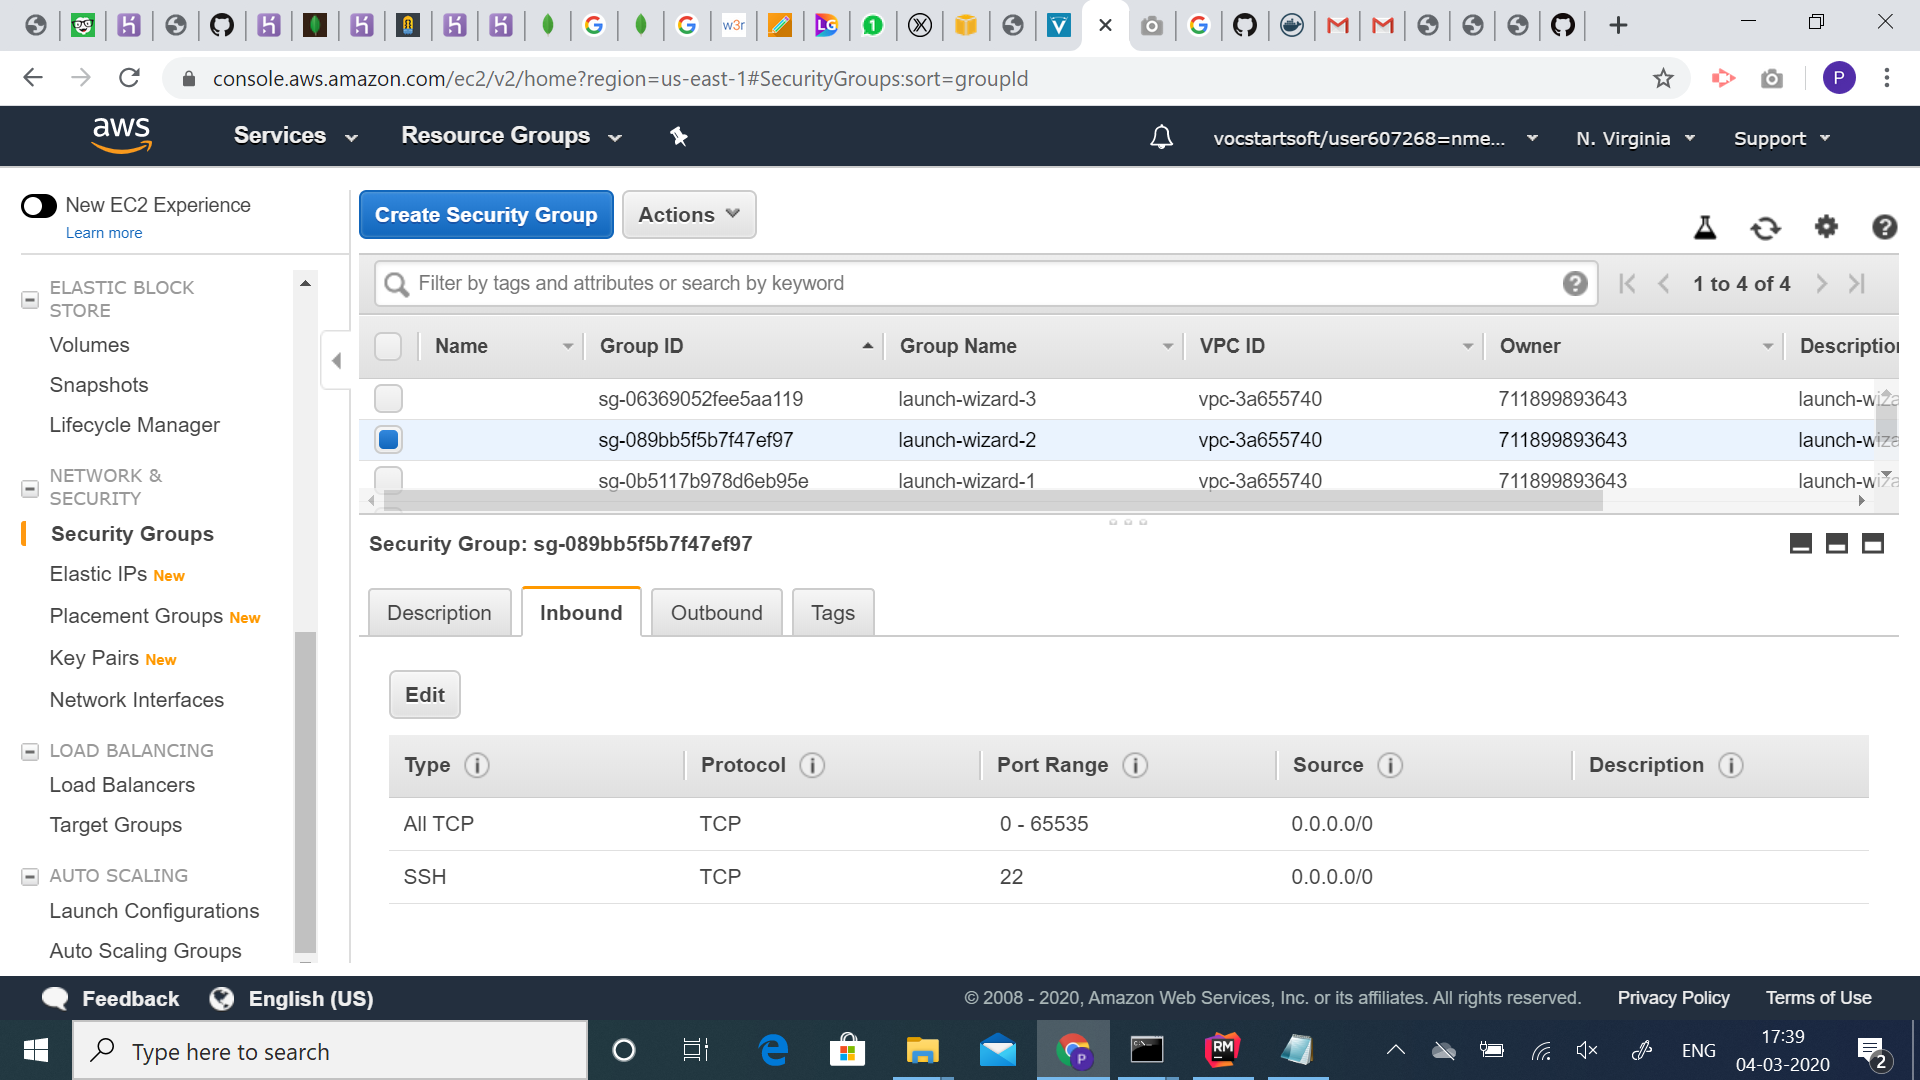 w3r
LG
1
V
console.aws.amazon.com/ec2/v2/home?region=us-east-1#SecurityGroups:sort=groupId
P
aws
Services
Resource Groups
vocstartsoft/user607268=nme...
N. Virginia
Support
New EC2 Experience
Learn more
Create Security Group
Actions
Filter by tags and attributes or search by keyword
1 to 4 of 4
ELASTIC BLOCK
STORE
Volumes
Snapshots
Lifecycle Manager
NETWORK &
SECURITY
Security Groups
Elastic IPs New
Placement Groups New
Key Pairs New
Network Interfaces
LOAD BALANCING
Load Balancers
Target Groups
AUTO SCALING
Launch Configurations
Auto Scaling Groups
Name Group ID Group Name VPC ID Owner Description
sg-06369052fee5aa119 launch-wizard-3 vpc-3a655740 711899893643 launch-wiza
sg-089bb5f5b7f47ef97 launch-wizard-2 vpc-3a655740 711899893643 launch-wiza
sg-0b5117b978d6eb95e launch-wizard-1 vpc-3a655740 711899893643 launch-wiza
Security Group: sg-089bb5f5b7f47ef97
Description Inbound Outbound Tags
Edit
Type Protocol Port Range Source Description
All TCP TCP 0 - 65535 0.0.0.0/0
SSH TCP 22 0.0.0.0/0
Feedback
English (US)
© 2008 - 2020, Amazon Web Services, Inc. or its affiliates. All rights reserved.
Privacy Policy
Terms of Use
Type here to search
P
RM
ENG
17:39
04-03-2020
2